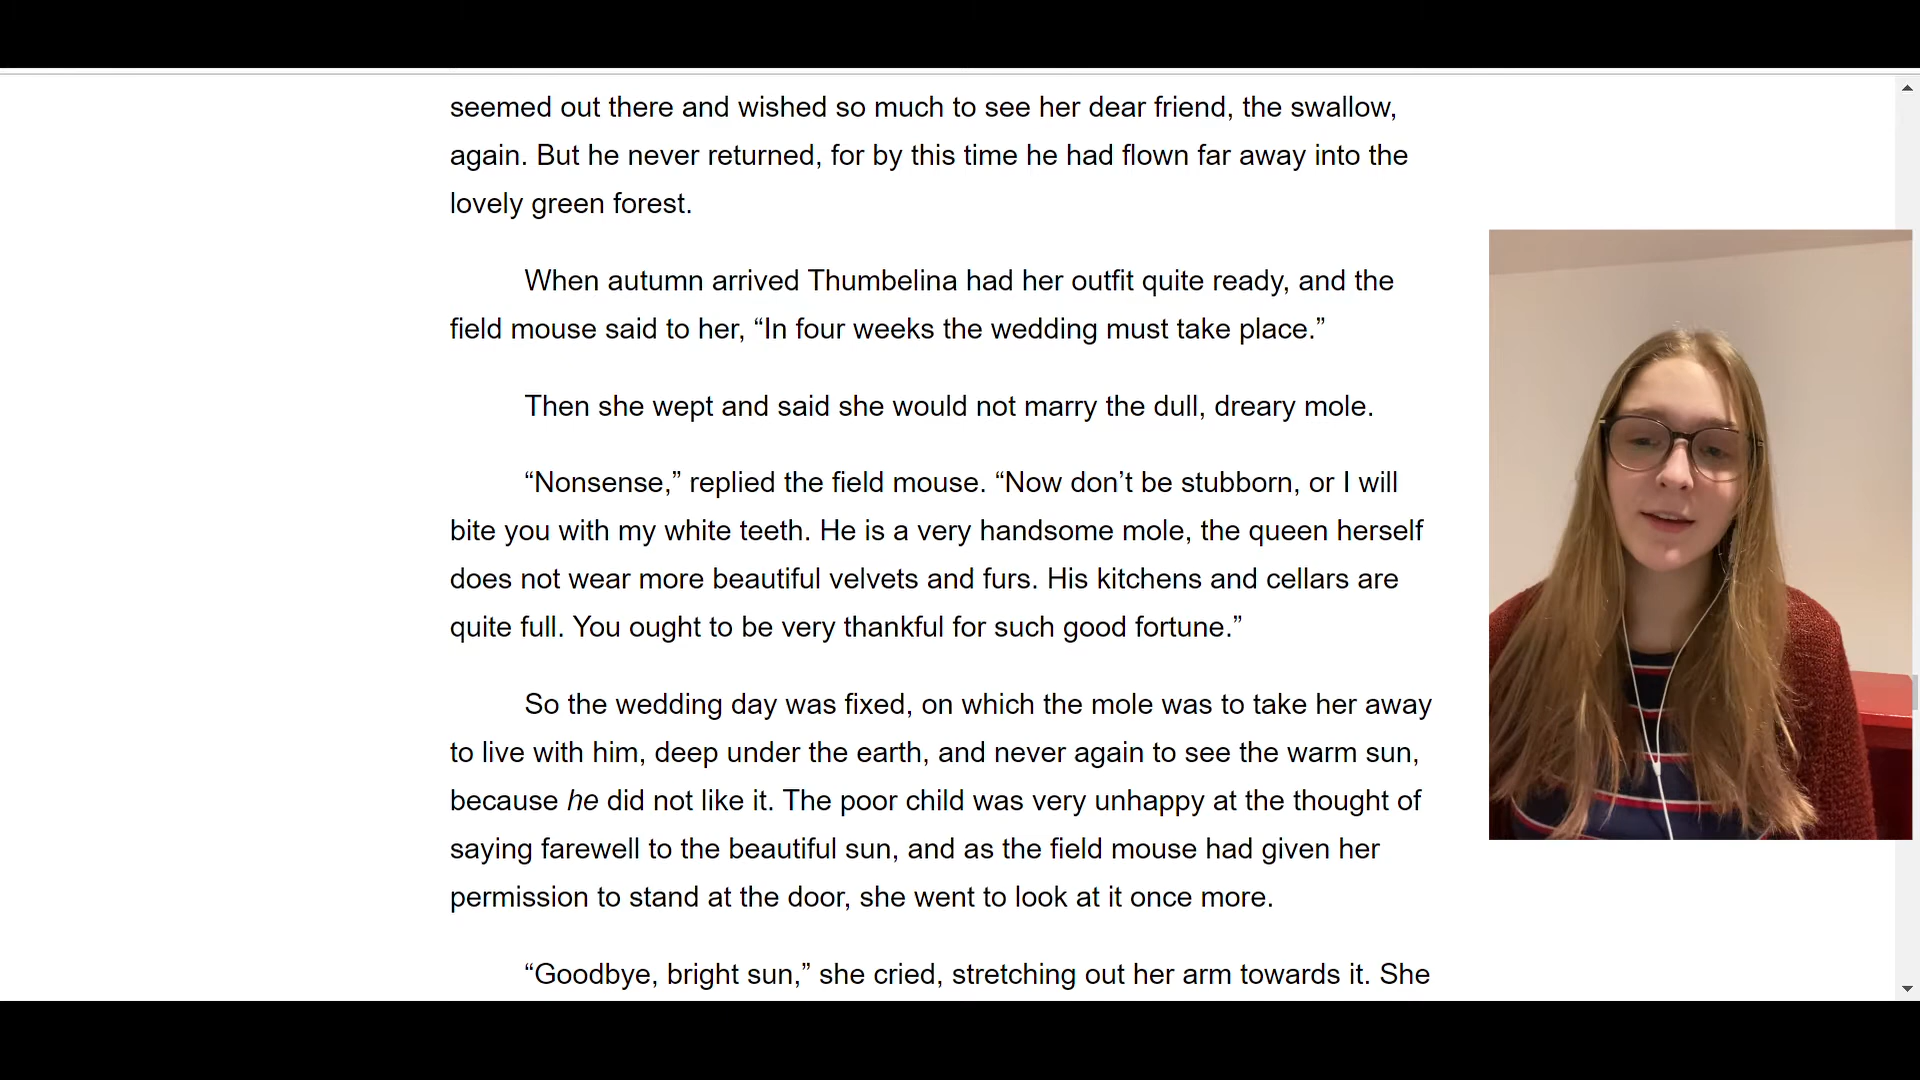 seemed out there and wished so much to see her dear friend, the swallow,
again. But he never returned, for by this time he had flown far away into the
lovely green forest.
When autumn arrived Thumbelina had her outfit quite ready, and the
field mouse said to her, “In four weeks the wedding must take place.”
Then she wept and said she would not marry the dull, dreary mole.
“Nonsense,” replied the field mouse. “Now don’t be stubborn, or I will
bite you with my white teeth. He is a very handsome mole, the queen herself
does not wear more beautiful velvets and furs. His kitchens and cellars are
quite full. You ought to be very thankful for such good fortune.”
So the wedding day was fixed, on which the mole was to take her away
to live with him, deep under the earth, and never again to see the warm sun,
because he did not like it. The poor child was very unhappy at the thought of
saying farewell to the beautiful sun, and as the field mouse had given her
permission to stand at the door, she went to look at it once more.
“Goodbye, bright sun,” she cried, stretching out her arm towards it. She